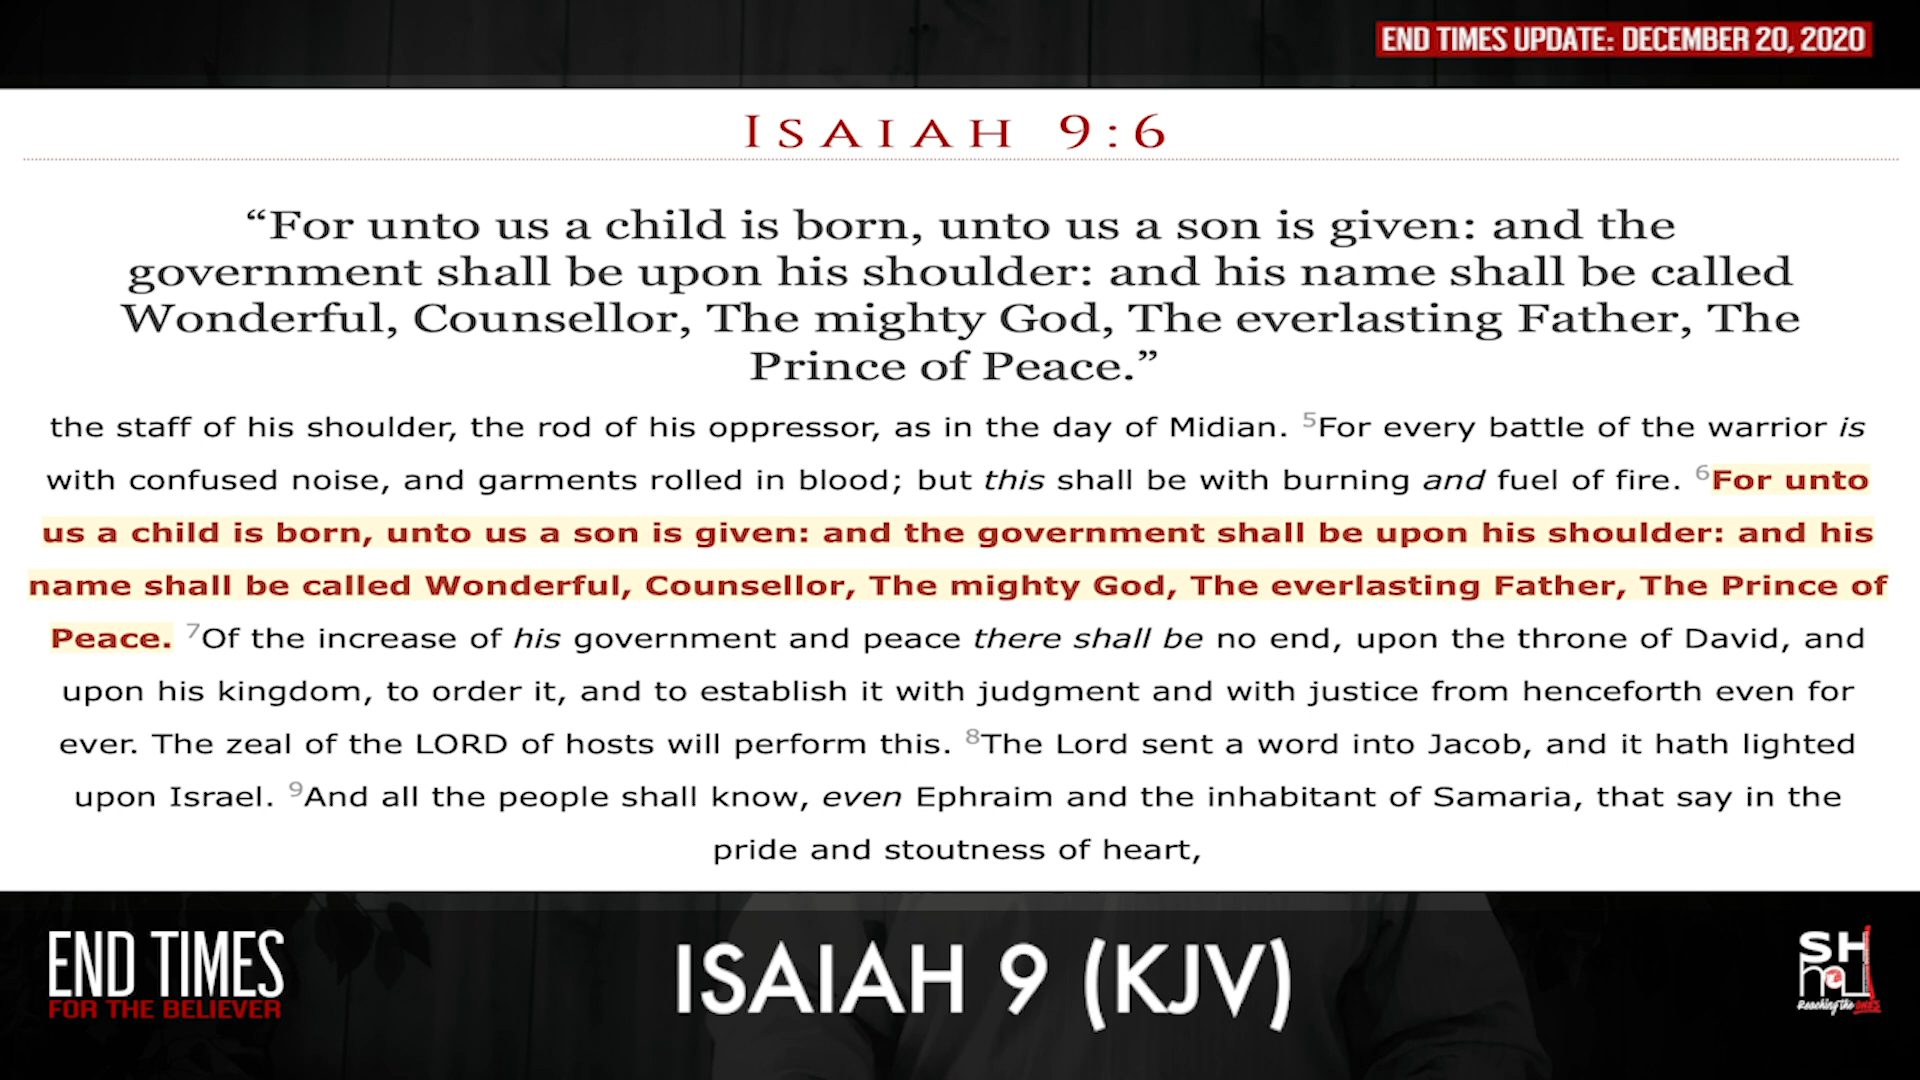 END TIMES UPDATE: DECEMBER 20, 2020
ISAIAH 9:6
“For unto us a child is born, unto us a son is given: and the
government shall be upon his shoulder: and his name shall be called
Wonderful, Counsellor, The mighty God, The everlasting Father, The
Prince of Peace.”
the staff of his shoulder, the rod of his oppressor, as in the day of Midian. 5For every battle of the warrior is
with confused noise, and garments rolled in blood; but this shall be with burning and fuel of fire. 6For unto
us a child is born, unto us a son is given: and the government shall be upon his shoulder: and his
name shall be called Wonderful, Counsellor, The mighty God, The everlasting Father, The Prince of
Peace. 7Of the increase of his government and peace there shall be no end, upon the throne of David, and
upon his kingdom, to order it, and to establish it with judgment and with justice from henceforth even for
ever. The zeal of the LORD of hosts will perform this. 8The Lord sent a word into Jacob, and it hath lighted
upon Israel. 9And all the people shall know, even Ephraim and the inhabitant of Samaria, that say in the
pride and stoutness of heart,
END TIMES
FOR THE BELIEVER
ISAIAH 9 (KJV)
SH
Reaching the ONES